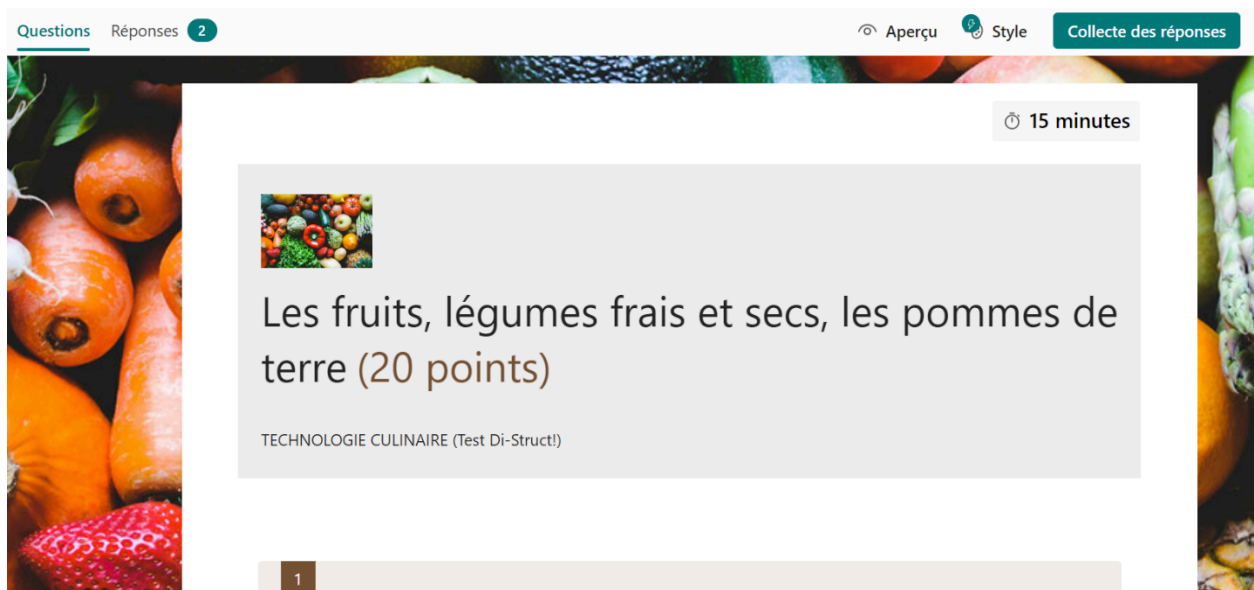 Questions Réponses 2 Aperçu Style Collecte des réponses
15 minutes
Les fruits, légumes frais et secs, les pommes de
terre (20 points)
TECHNOLOGIE CULINAIRE (Test Di-Struct!)
1